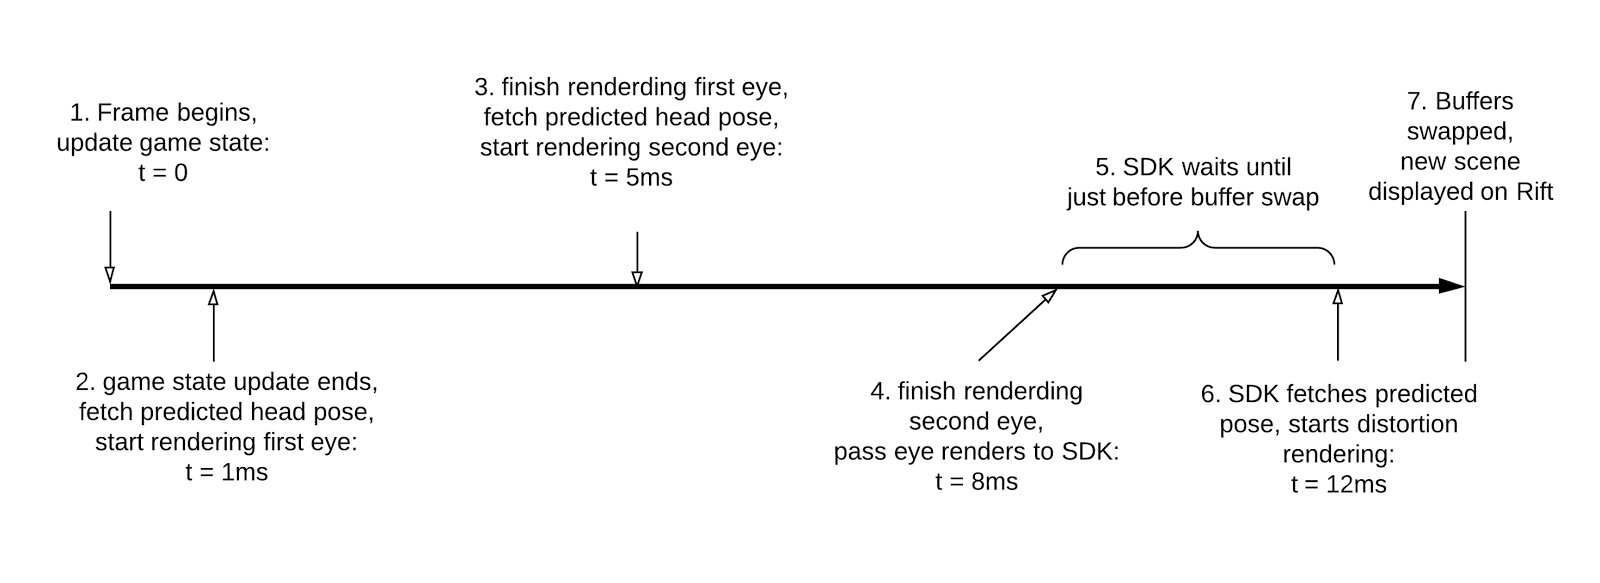 1. Frame begins,
update game state:
t = 0
2. game state update ends,
fetch predicted head pose,
start rendering first eye:
t = 1ms
3. finish renderding first eye,
fetch predicted head pose,
start rendering second eye:
t = 5ms
4. finish renderding
second eye,
pass eye renders to SDK:
t = 8ms
5. SDK waits until
just before buffer swap
6. SDK fetches predicted
pose, starts distortion
rendering:
t = 12ms
7. Buffers
swapped,
new scene
displayed on Rift